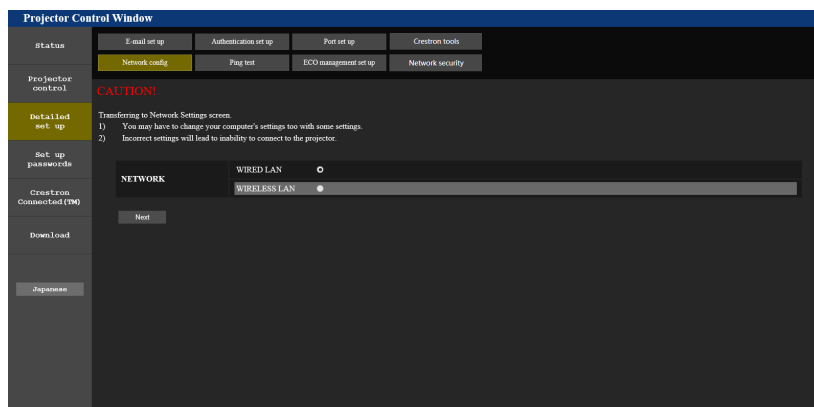 Projector Control Window
Status
Projector
control
Detailed
set up
Set up
passwords
Crestron
Connected(TM)
Download
Japanese
E-mail set up
Authentication set up
Port set up
Crestron tools
Network config
Ping test
ECO management set up
Network security
CAUTION!
Transferring to Network Settings screen.
1) You may have to change your computer's settings too with some settings.
2) Incorrect settings will lead to inability to connect to the projector.
NETWORK
WIRED LAN
WIRELESS LAN
Next